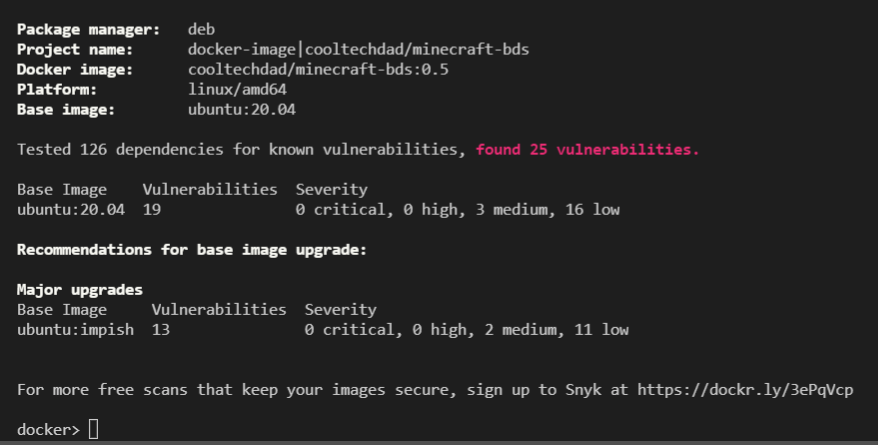 Package manager:   deb
Project name:      docker-image|cooltechdad/minecraft-bds
Docker image:      cooltechdad/minecraft-bds:0.5
Platform:          linux/amd64
Base image:        ubuntu:20.04
Tested 126 dependencies for known vulnerabilities, found 25 vulnerabilities.
Base Image    Vulnerabilities  Severity
ubuntu:20.04  19               0 critical, 0 high, 3 medium, 16 low
Recommendations for base image upgrade:
Major upgrades
Base Image     Vulnerabilities  Severity
ubuntu:impish  13               0 critical, 0 high, 2 medium, 11 low
For more free scans that keep your images secure, sign up to Snyk at https://dockr.ly/3ePqVcp
docker>